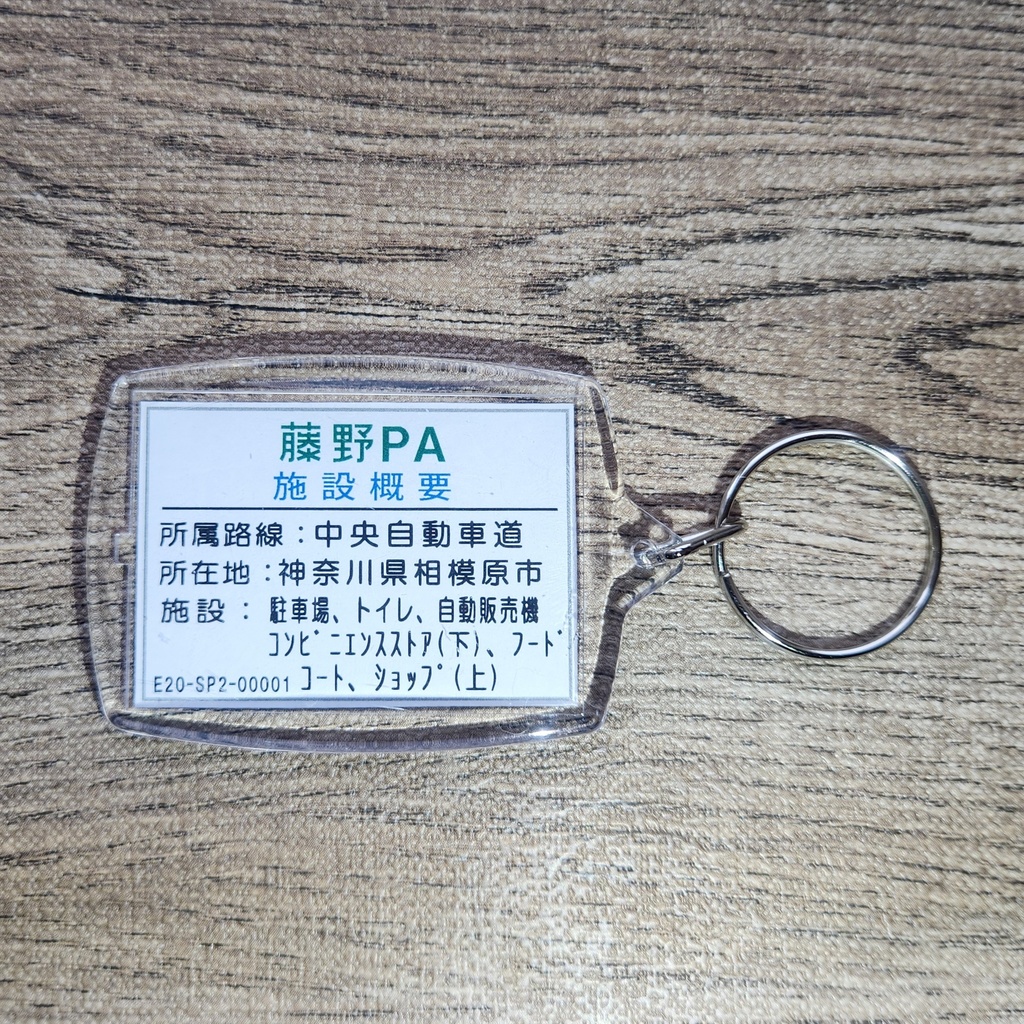 藤野PA
施設概要
所属路線：中央自動車道
所在地：神奈川県相模原市
施設：駐車場、トイレ、自動販売機
ｺﾝﾋﾞﾆエンスストア(下)、フード
コート、ショップ(上)
E20-SP2-00001